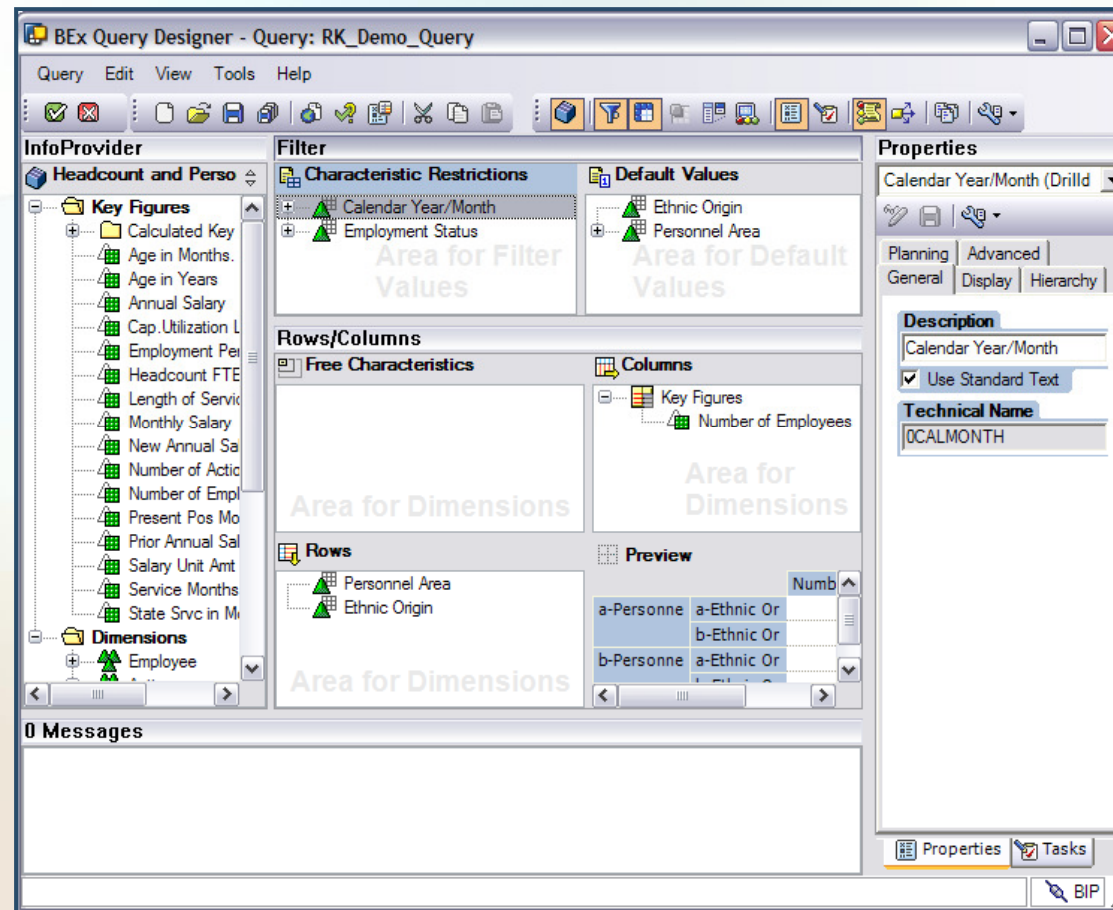 BEx Query Designer - Query: RK_Demo_Query
Query Edit View Tools Help
InfoProvider
Headcount and Perso
Key Figures
Calculated Key
Age in Months.
Age in Years
Annual Salary
Cap.Utilization L
Employment Per
Headcount FTE
Length of Servic
Monthly Salary
New Annual Sal
Number of Actio
Number of Empl
Present Pos Mo
Prior Annual Sal
Salary Unit Amt
Service Months
State Srvc in Mo
Dimensions
Employee
Filter
Characteristic Restrictions
Calendar Year/Month
Employment Status
Area for Filter
Values
Default Values
Ethnic Origin
Personnel Area
Area for Default
Values
Rows/Columns
Free Characteristics
Area for Dimensions
Columns
Key Figures
Number of Employees
Area for
Dimensions
Rows
Personnel Area
Ethnic Origin
Area for Dimensions
Preview
Numb
a-Personne a-Ethnic Or
b-Ethnic Or
b-Personne a-Ethnic Or
Properties
Calendar Year/Month (Drilld
Planning Advanced
General Display Hierarchy
Description
Calendar Year/Month
Use Standard Text
Technical Name
0CALMONTH
0 Messages
Properties Tasks
BIP